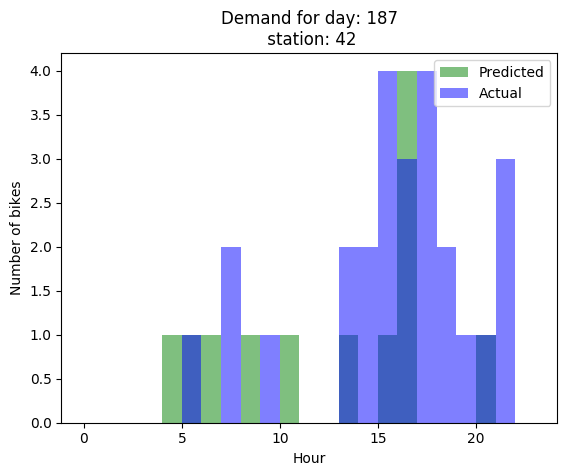 Demand for day: 187
station: 42
Predicted
Actual
4.0
3.5
3.0
2.5
2.0
1.5
1.0
0.5
0.0
Number of bikes
0 5 10 15 20
Hour